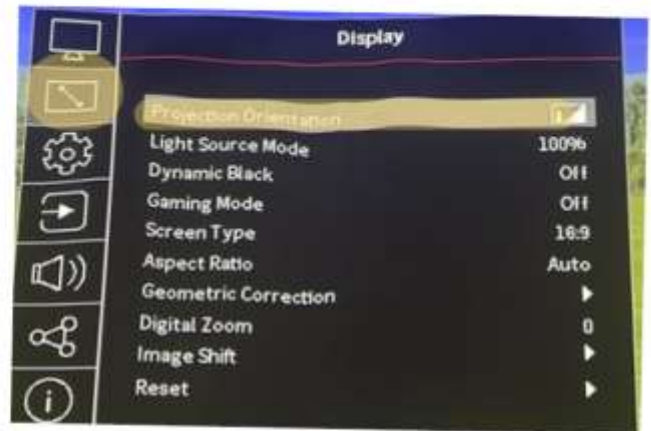 Display
Projection Orientation
Light Source Mode 100%
Dynamic Black Off
Gaming Mode Off
Screen Type 16:9
Aspect Ratio Auto
Geometric Correction
Digital Zoom 0
Image Shift
Reset